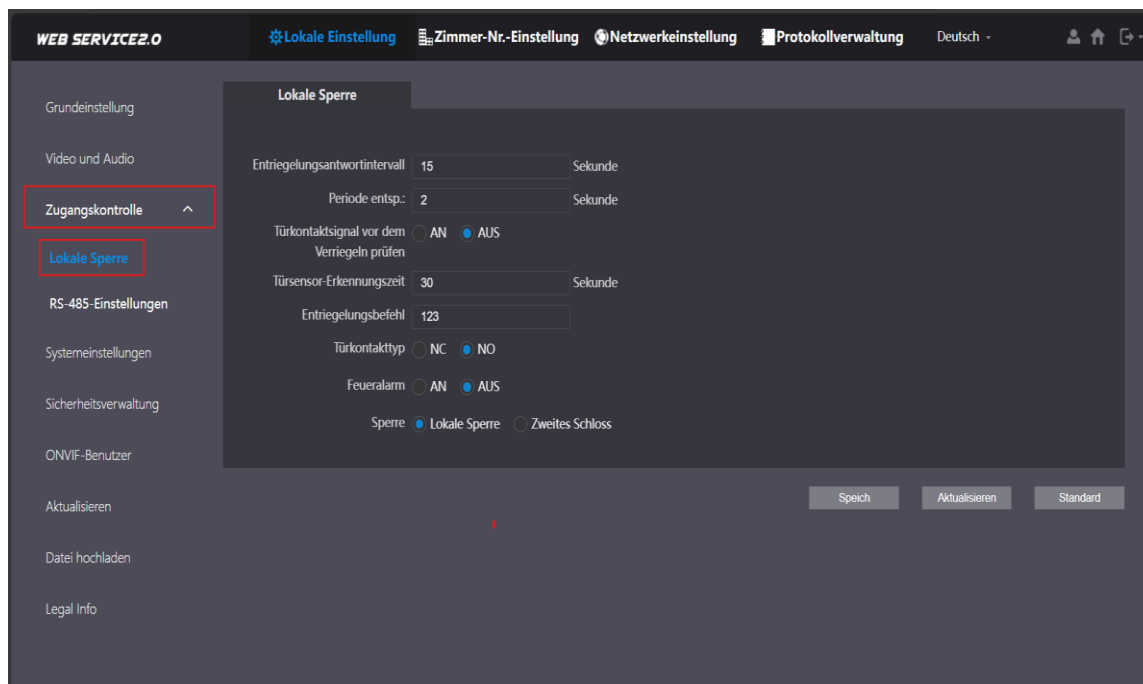 WEB SERVICE2.0
Lokale Einstellung
Zimmer-Nr.-Einstellung
Netzwerkeinstellung
Protokollverwaltung
Deutsch
Grundeinstellung
Video und Audio
Zugangskontrolle
Lokale Sperre
RS-485-Einstellungen
Systemeinstellungen
Sicherheitsverwaltung
ONVIF-Benutzer
Aktualisieren
Datei hochladen
Legal Info
Lokale Sperre
Entriegelungsantwortintervall 15 Sekunde
Periode entsp.: 2 Sekunde
Türkontaktsignal vor dem AN AUS
Verriegeln prüfen
Türsensor-Erkennungszeit 30 Sekunde
Entriegelungsbefehl 123
Türkontakttyp NC NO
Feueralarm AN AUS
Sperre Lokale Sperre Zweites Schloss
Speich Aktualisieren Standard